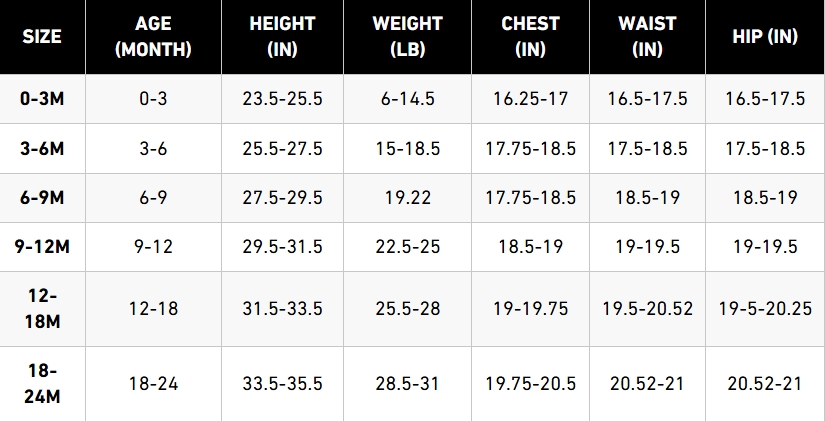 SIZE AGE (MONTH) HEIGHT (IN) WEIGHT (LB) CHEST (IN) WAIST (IN) HIP (IN)
0-3M 0-3 23.5-25.5 6-14.5 16.25-17 16.5-17.5 16.5-17.5
3-6M 3-6 25.5-27.5 15-18.5 17.75-18.5 17.5-18.5 17.5-18.5
6-9M 6-9 27.5-29.5 19.22 17.75-18.5 18.5-19 18.5-19
9-12M 9-12 29.5-31.5 22.5-25 18.5-19 19-19.5 19-19.5
12-18M 12-18 31.5-33.5 25.5-28 19-19.75 19.5-20.52 19-5-20.25
18-24M 18-24 33.5-35.5 28.5-31 19.75-20.5 20.52-21 20.52-21